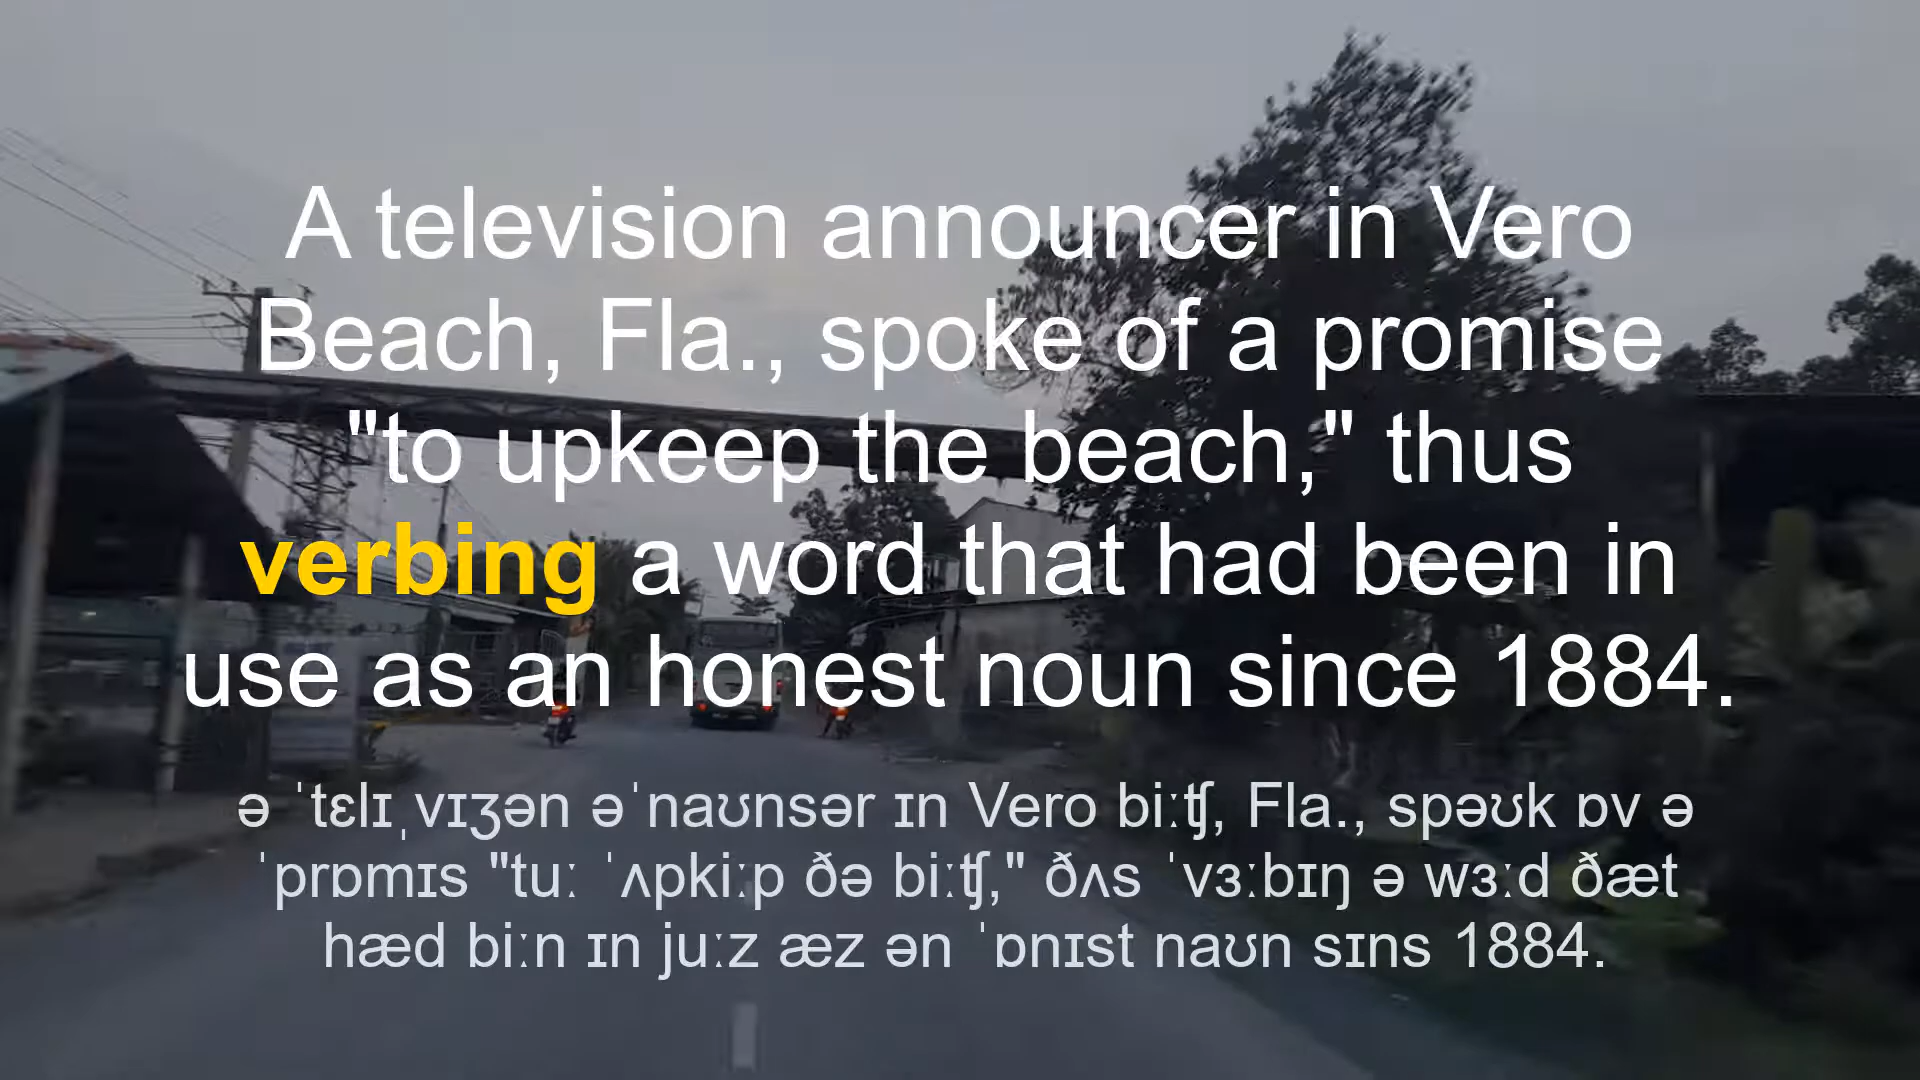 A television announcer in Vero
Beach, Fla., spoke of a promise
"to upkeep the beach," thus
verbing a word that had been in
use as an honest noun since 1884.
ə ˈtɛlɪˌvɪʒən əˈnaʊnsər ɪn Vero biːʧ, Fla., spəʊk ɒv ə
ˈprɒmɪs "tuː ˈʌpkiːp ðə biːʧ," ðʌs ˈvɜːbɪŋ ə wɜːd ðæt
hæd biːn ɪn juːz æz ən ˈɒnɪst naʊn sɪns 1884.